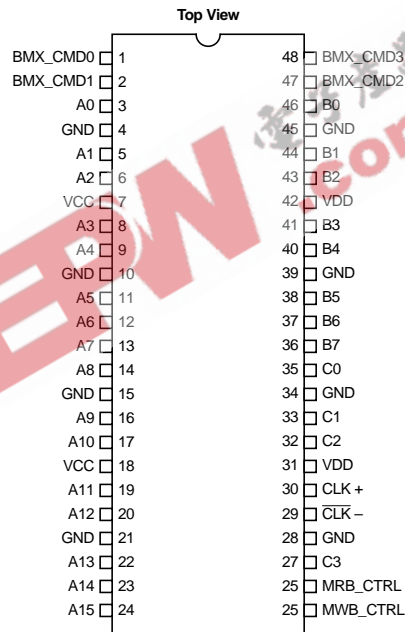 Top View
BMX_CMD0 1 48 BMX_CMD3
BMX_CMD1 2 47 BMX_CMD2
A0 3 46 B0
GND 4 45 GND
A1 5 44 B1
A2 6 43 B2
VCC 7 42 VDD
A3 8 41 B3
A4 9 40 B4
GND 10 39 GND
A5 11 38 B5
A6 12 37 B6
A7 13 36 B7
A8 14 35 C0
GND 15 34 GND
A9 16 33 C1
A10 17 32 C2
VCC 18 31 VDD
A11 19 30 CLK +
A12 20 29 CLK –
GND 21 28 GND
A13 22 27 C3
A14 23 25 MRB_CTRL
A15 24 25 MWB_CTRL
.co